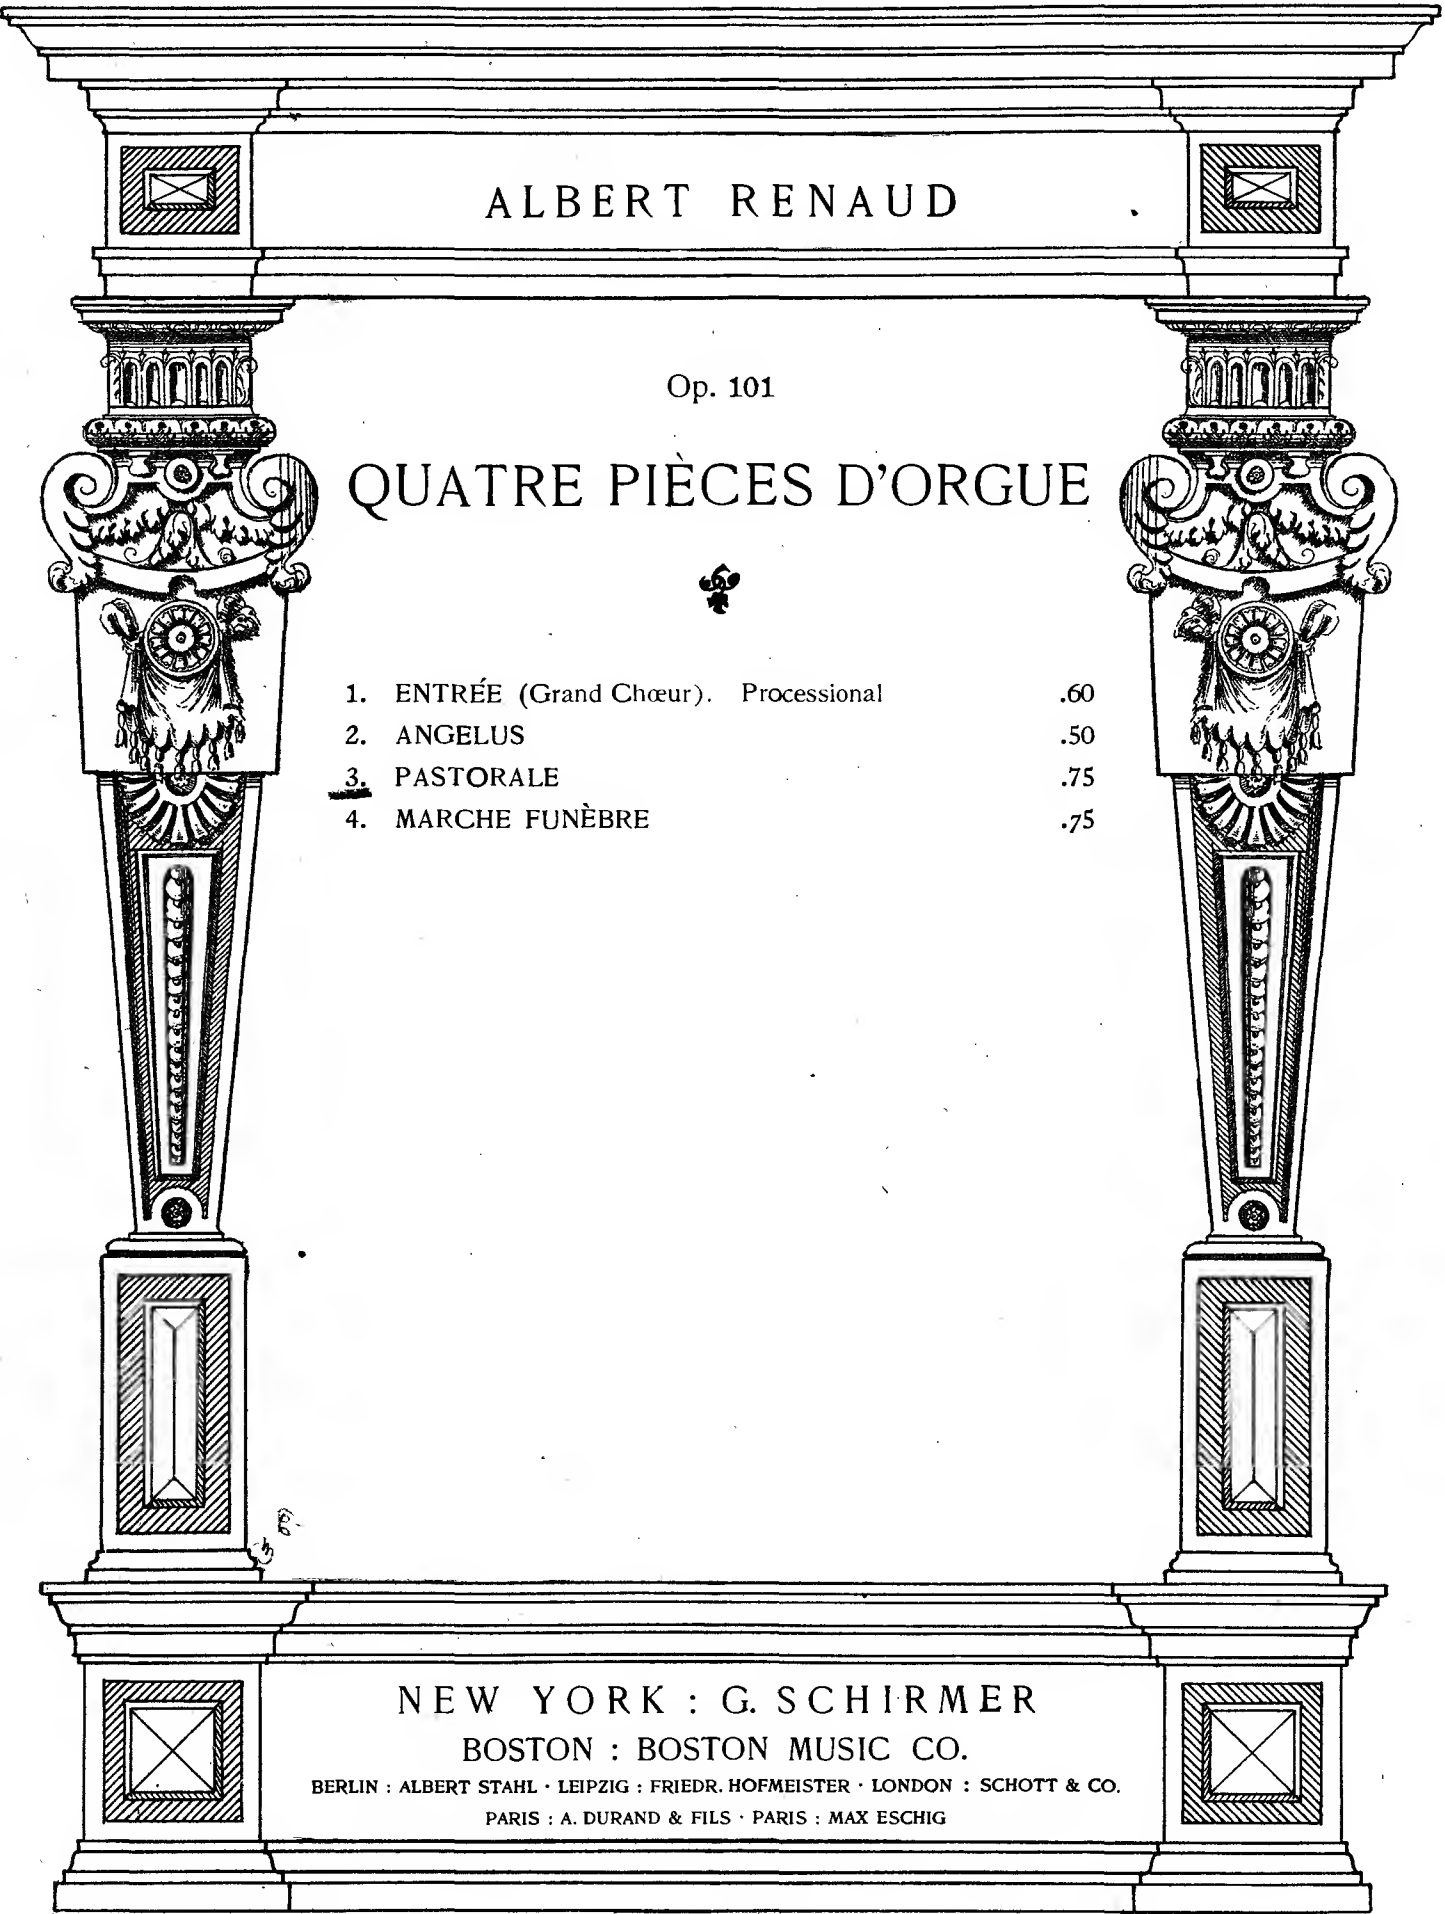 ALBERT RENAUD
Op. 101
QUATRE PIÈCES D'ORGUE
1. ENTRÉE (Grand Chœur). Processional .60
2. ANGELUS .50
3. PASTORALE .75
4. MARCHE FUNÈBRE .75
NEW YORK : G. SCHIRMER
BOSTON : BOSTON MUSIC CO.
BERLIN : ALBERT STAHL · LEIPZIG : FRIEDR. HOFMEISTER · LONDON : SCHOTT & CO.
PARIS : A. DURAND & FILS · PARIS : MAX ESCHIG